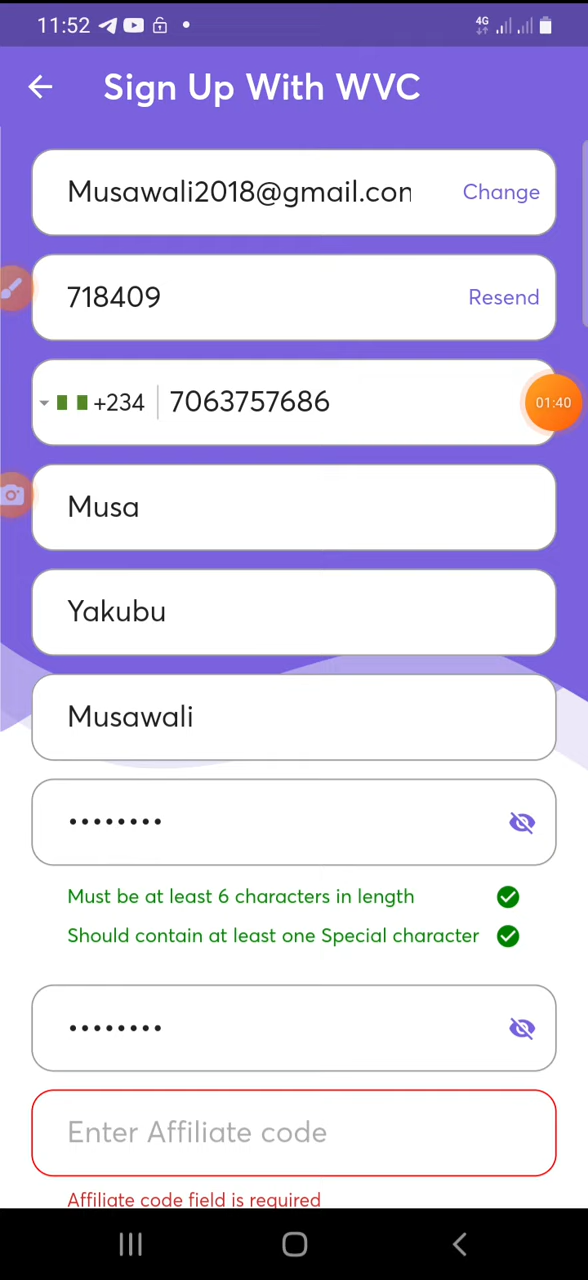 11:52
4G
Sign Up With WVC
Musawali2018@gmail.con
Change
718409
Resend
+234
7063757686
01:40
Musa
Yakubu
Musawali
••••••••
Must be at least 6 characters in length
Should contain at least one Special character
••••••••
Enter Affiliate code
Affiliate code field is required